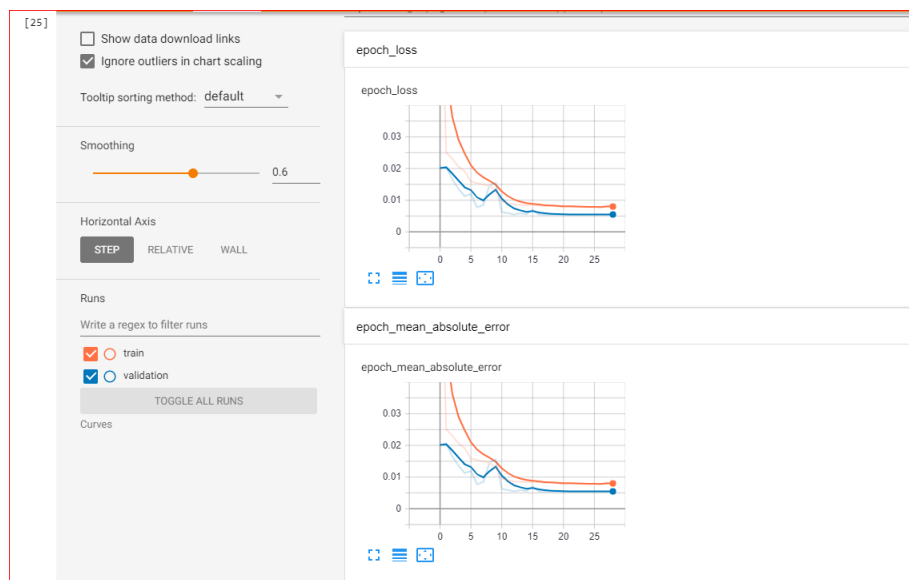 [25]
Show data download links
Ignore outliers in chart scaling
Tooltip sorting method: default
Smoothing
0.6
Horizontal Axis
STEP RELATIVE WALL
Runs
Write a regex to filter runs
train
validation
TOGGLE ALL RUNS
Curves
epoch_loss
epoch_loss
0.03
0.02
0.01
0
0 5 10 15 20 25
epoch_mean_absolute_error
epoch_mean_absolute_error
0.03
0.02
0.01
0
0 5 10 15 20 25